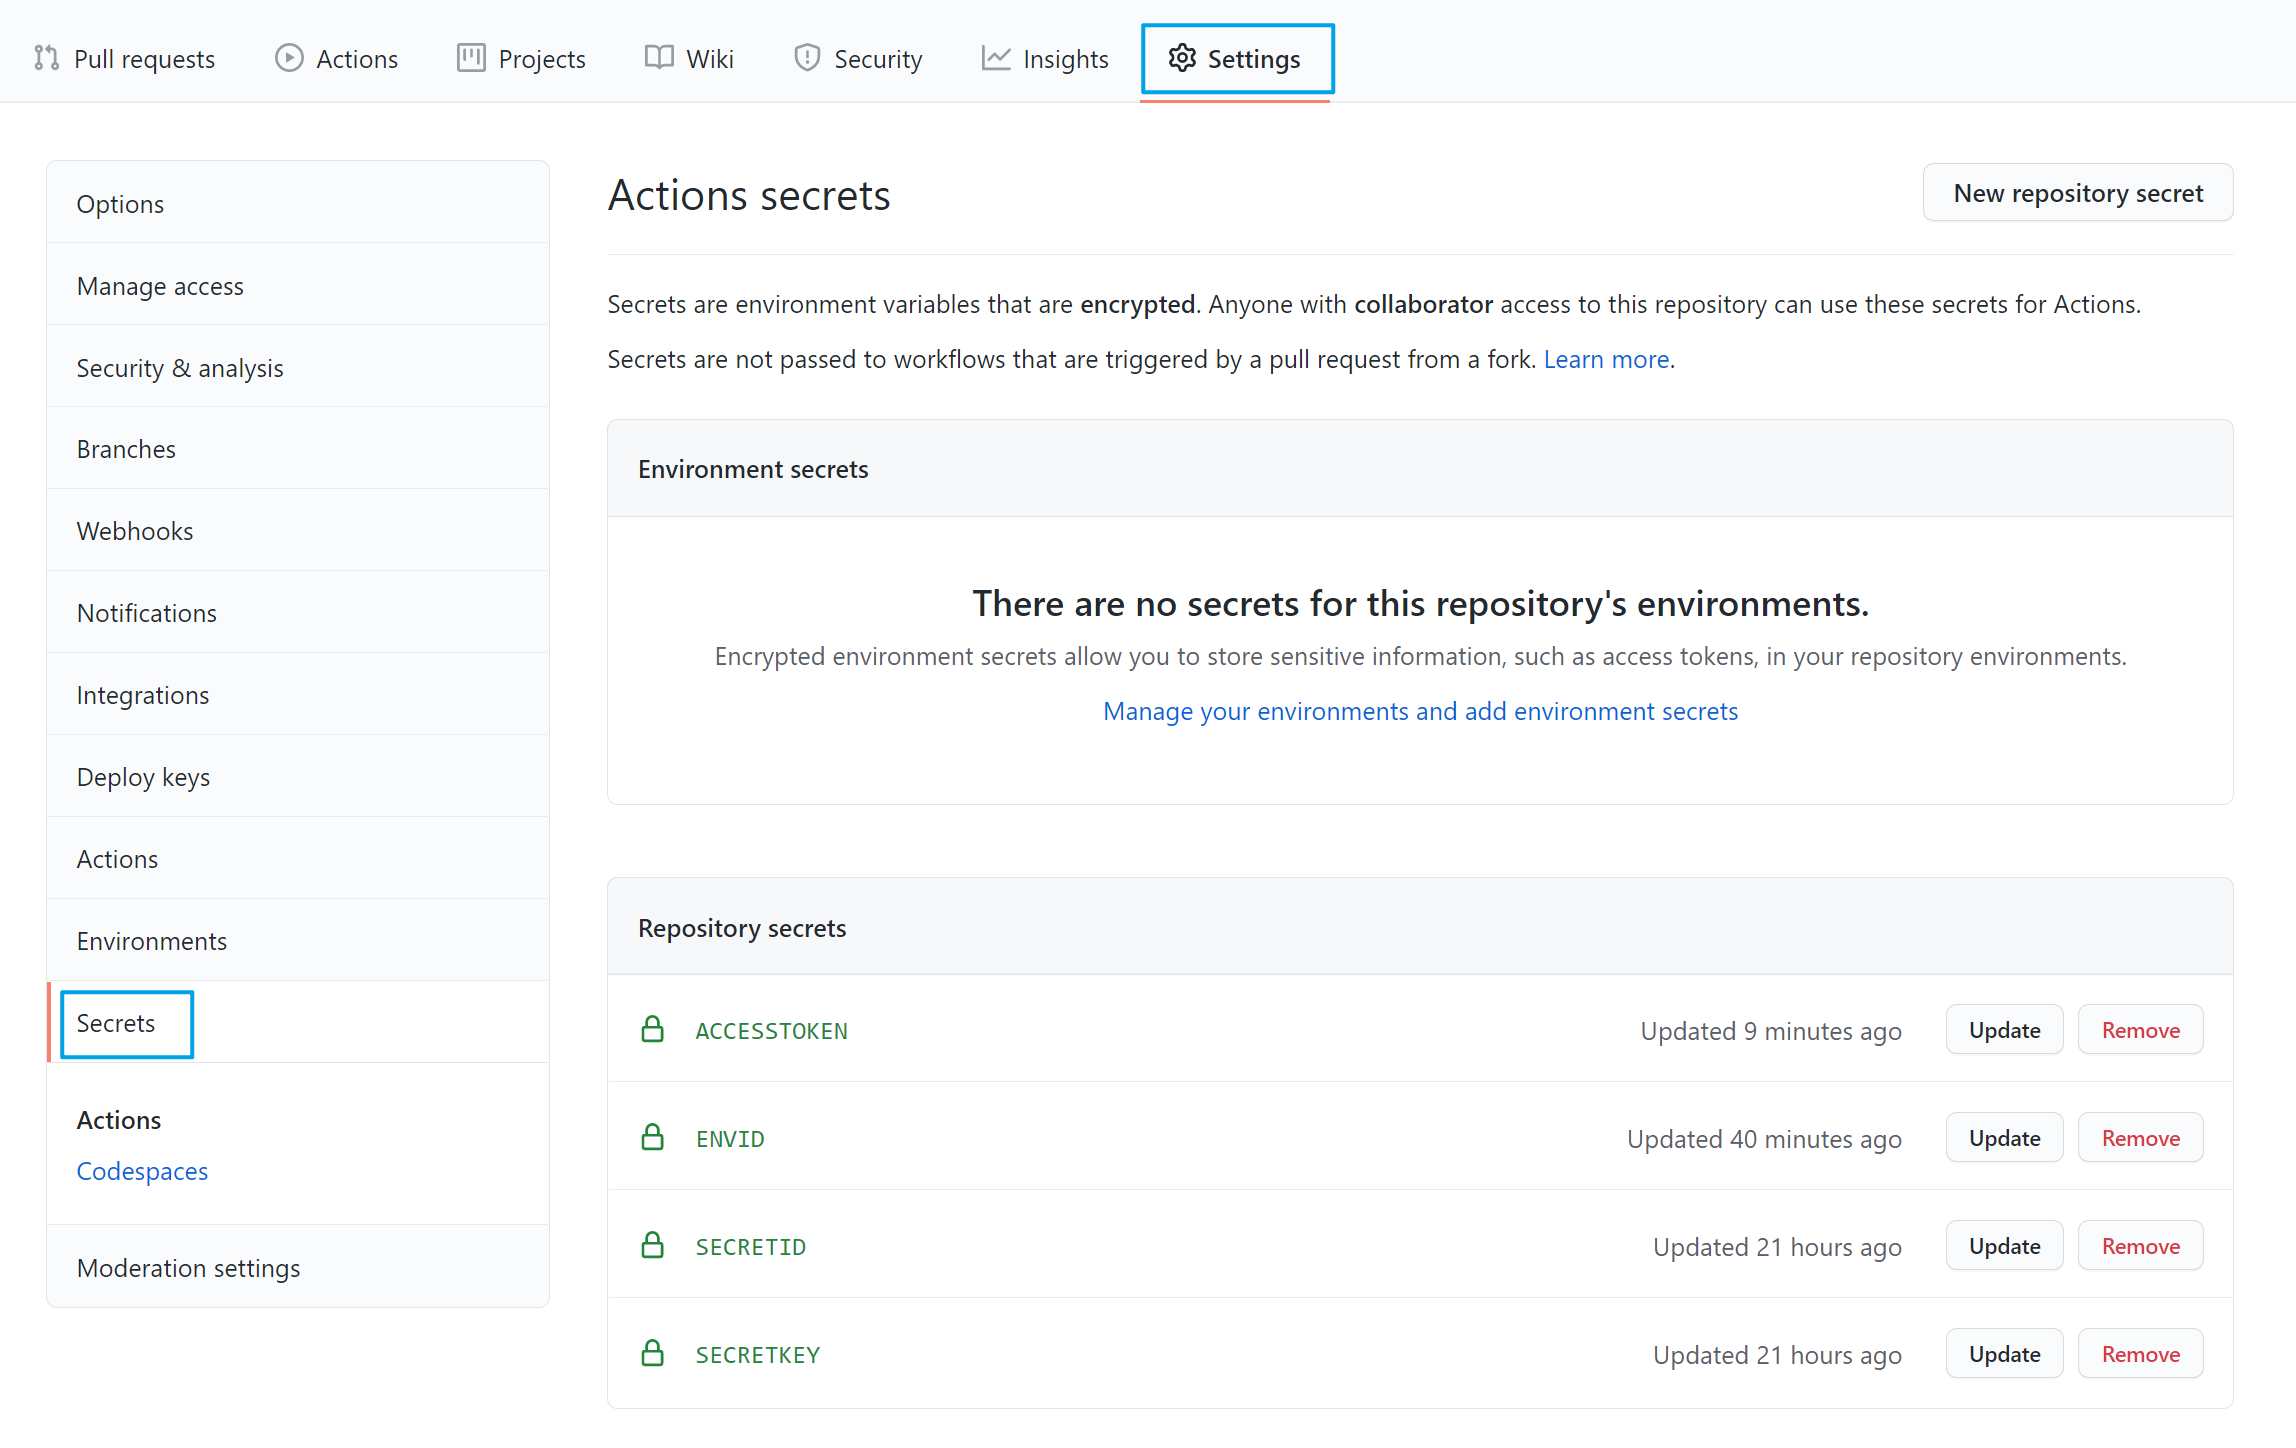 Pull requests Actions Projects Wiki Security Insights Settings
Options
Manage access
Security & analysis
Branches
Webhooks
Notifications
Integrations
Deploy keys
Actions
Environments
Secrets
Actions
Codespaces
Moderation settings
Actions secrets
New repository secret
Secrets are environment variables that are encrypted. Anyone with collaborator access to this repository can use these secrets for Actions.
Secrets are not passed to workflows that are triggered by a pull request from a fork. Learn more.
Environment secrets
There are no secrets for this repository's environments.
Encrypted environment secrets allow you to store sensitive information, such as access tokens, in your repository environments.
Manage your environments and add environment secrets
Repository secrets
ACCESSTOKEN Updated 9 minutes ago Update Remove
ENVID Updated 40 minutes ago Update Remove
SECRETID Updated 21 hours ago Update Remove
SECRETKEY Updated 21 hours ago Update Remove